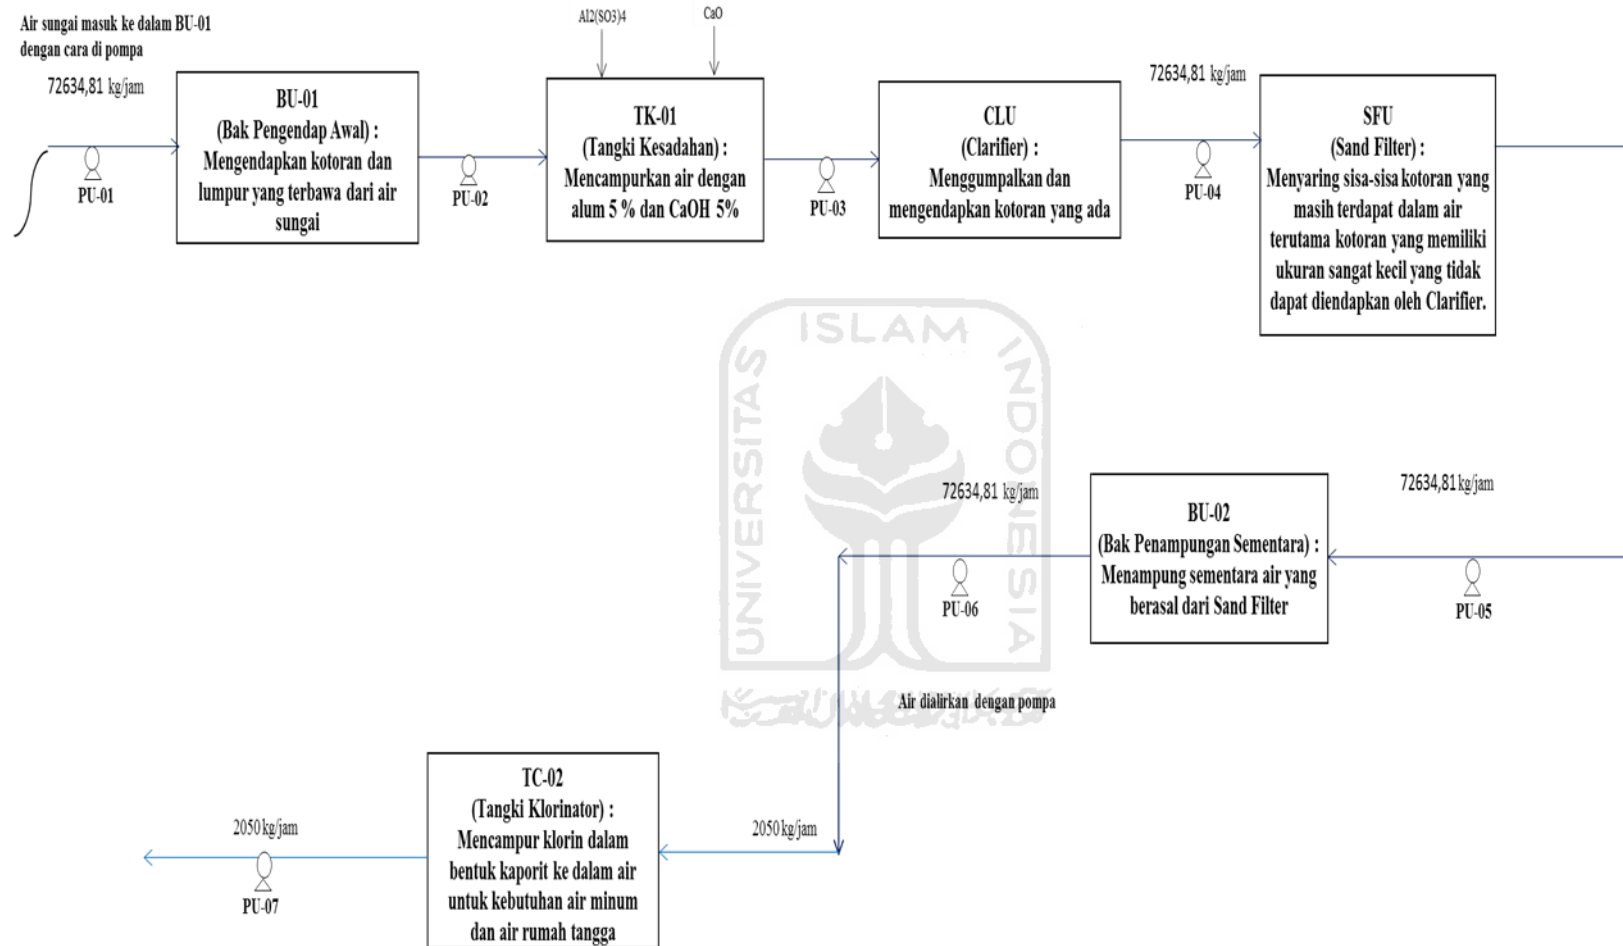 Air sungai masuk ke dalam BU-01
dengan cara di pompa
72634,81 kg/jam
PU-01
BU-01
(Bak Pengendap Awal) :
Mengendapkan kotoran dan
lumpur yang terbawa dari air
sungai
PU-02
Al2(SO3)4
CaO
TK-01
(Tangki Kesadahan) :
Mencampurkan air dengan
alum 5 % dan CaOH 5%
PU-03
CLU
(Clarifier) :
Menggumpalkan dan
mengendapkan kotoran yang ada
72634,81 kg/jam
PU-04
SFU
(Sand Filter) :
Menyaring sisa-sisa kotoran yang
masih terdapat dalam air
terutama kotoran yang memiliki
ukuran sangat kecil yang tidak
dapat diendapkan oleh Clarifier.
72634,81 kg/jam
PU-05
BU-02
(Bak Penampungan Sementara) :
Menampung sementara air yang
berasal dari Sand Filter
72634,81 kg/jam
PU-06
Air dialirkan dengan pompa
2050 kg/jam
TC-02
(Tangki Klorinator) :
Mencampur klorin dalam
bentuk kaporit ke dalam air
untuk kebutuhan air minum
dan air rumah tangga
2050 kg/jam
PU-07
UNIVERSITAS
ISLAM
INDONESIA